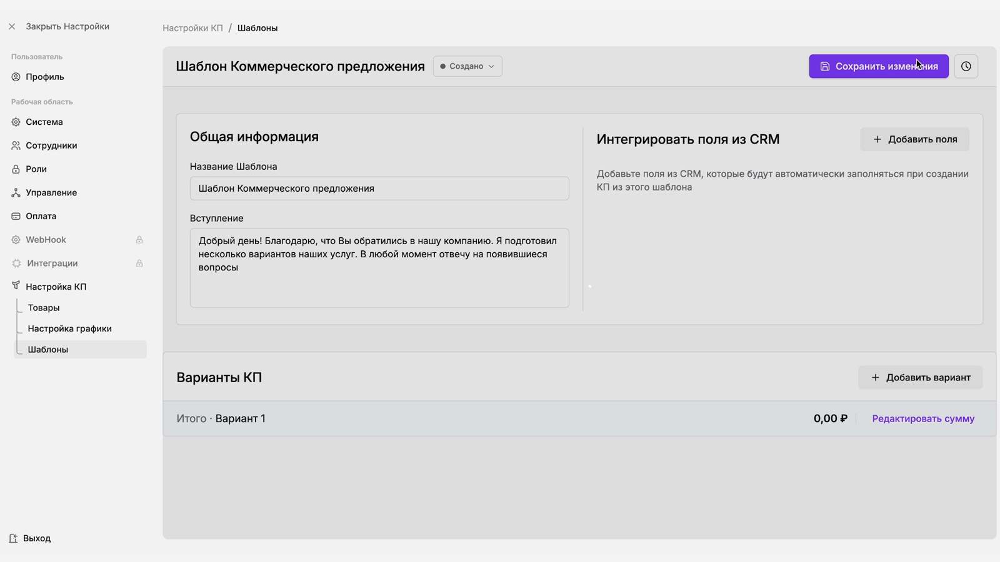 Закрыть Настройки
Настройки КП / Шаблоны
Пользователь
Профиль
Рабочая область
Система
Сотрудники
Роли
Управление
Оплата
WebHook
Интеграции
Настройка КП
Товары
Настройка графики
Шаблоны
Выход
Шаблон Коммерческого предложения
Создано
Сохранить изменения
Общая информация
Название Шаблона
Шаблон Коммерческого предложения
Вступление
Добрый день! Благодарю, что Вы обратились в нашу компанию. Я подготовил
несколько вариантов наших услуг. В любой момент отвечу на появившиеся
вопросы
Интегрировать поля из CRM
+ Добавить поля
Добавьте поля из CRM, которые будут автоматически заполняться при создании
КП из этого шаблона
Варианты КП
+ Добавить вариант
Итого · Вариант 1
0,00 ₽
Редактировать сумму